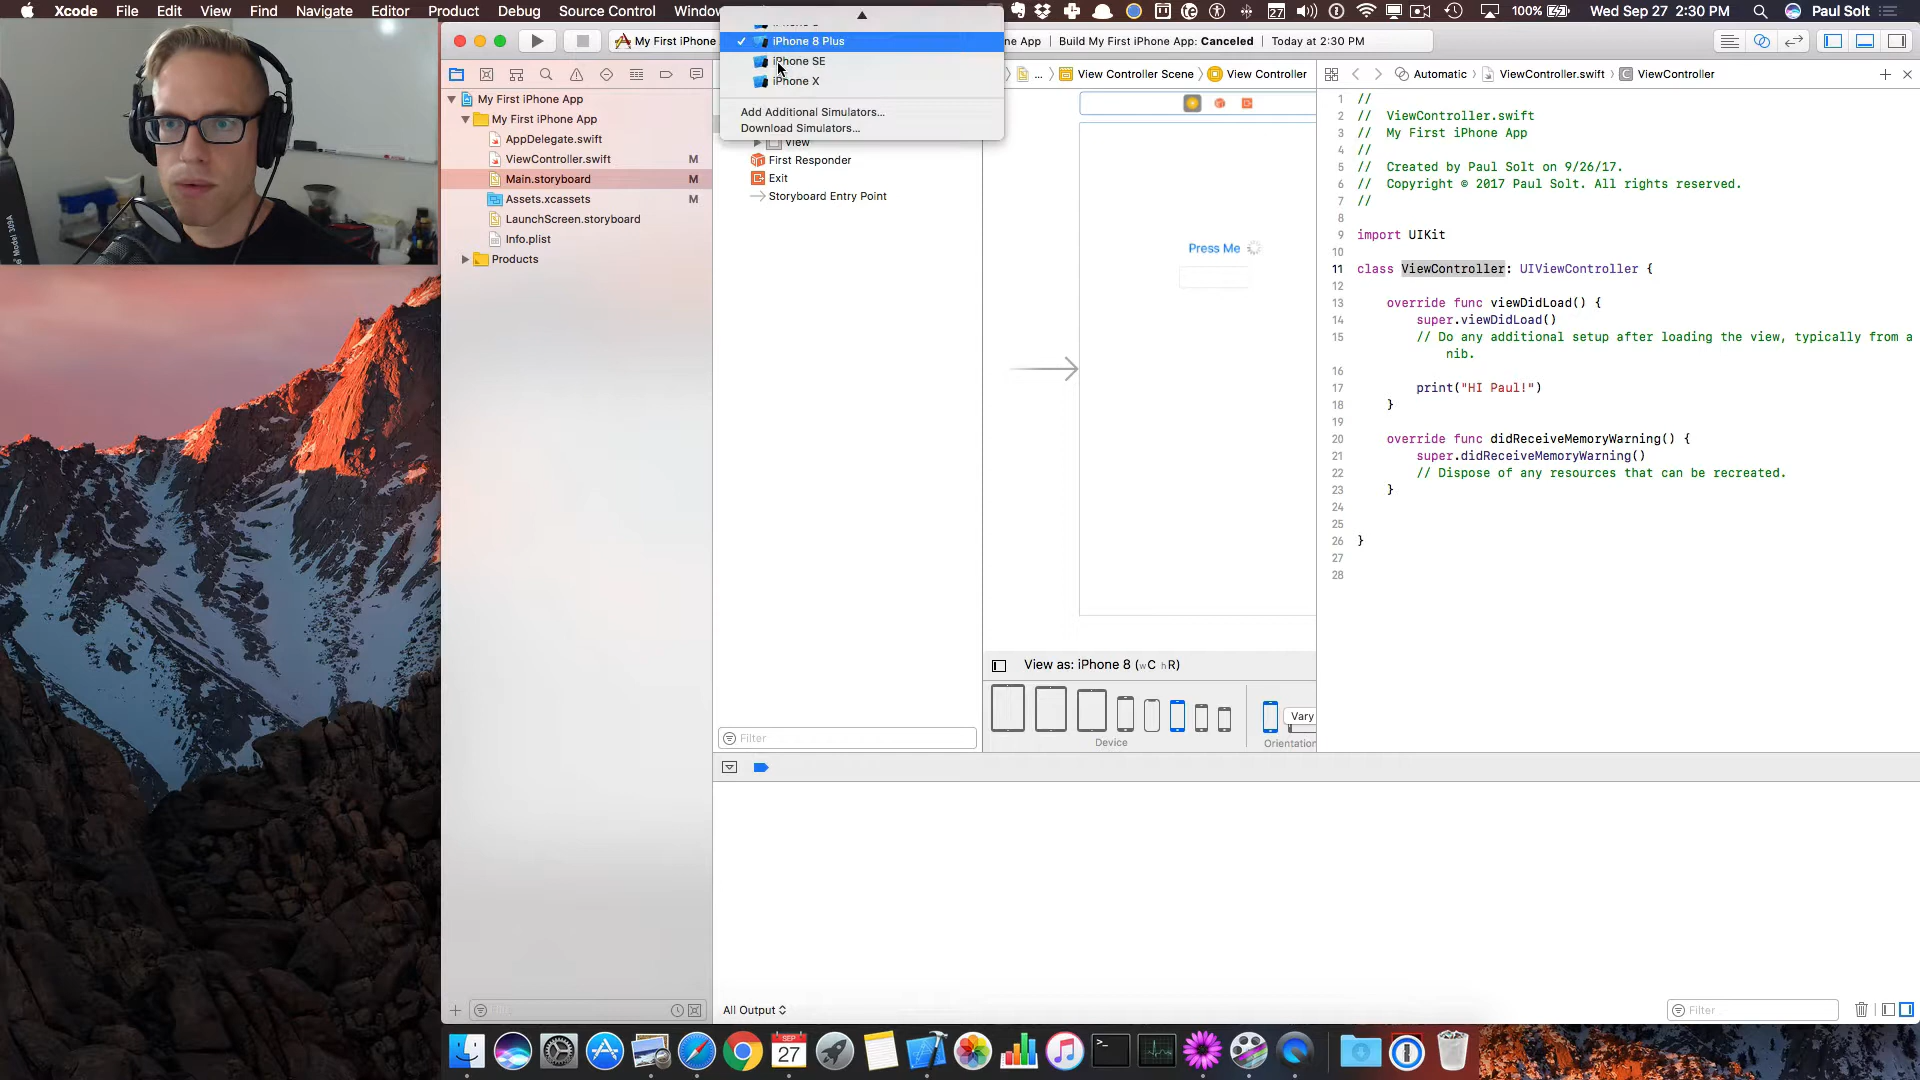 Xcode File Edit View Find Navigate Editor Product Debug Source Control Window
100% Wed Sep 27 2:30 PM Paul Solt
My First iPhone
iPhone 8 Plus
iPhone SE
iPhone X
Add Additional Simulators...
Download Simulators...
ne App Build My First iPhone App: Canceled Today at 2:30 PM
... View Controller Scene View Controller
Automatic ViewController.swift ViewController
My First iPhone App
My First iPhone App
AppDelegate.swift
ViewController.swift M
Main.storyboard M
Assets.xcassets M
LaunchScreen.storyboard
Info.plist
Products
View
First Responder
Exit
Storyboard Entry Point
Filter
Press Me
View as: iPhone 8 (wC hR)
Vary
Device
Orientation
1 //
2 // ViewController.swift
3 // My First iPhone App
4 //
5 // Created by Paul Solt on 9/26/17.
6 // Copyright © 2017 Paul Solt. All rights reserved.
7 //
8
9 import UIKit
10
11 class ViewController: UIViewController {
12
13 override func viewDidLoad() {
14 super.viewDidLoad()
15 // Do any additional setup after loading the view, typically from a
nib.
16
17 print("HI Paul!")
18 }
19
20 override func didReceiveMemoryWarning() {
21 super.didReceiveMemoryWarning()
22 // Dispose of any resources that can be recreated.
23 }
24
25
26 }
27
28
All Output
Filter
Filter
SEP
27